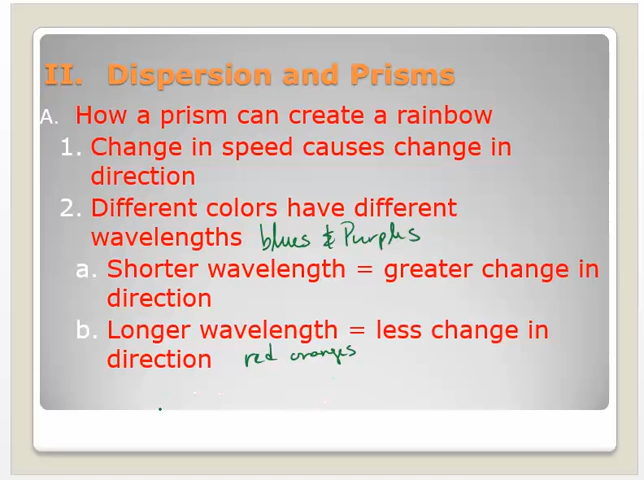 II. Dispersion and Prisms
A. How a prism can create a rainbow
1. Change in speed causes change in
direction
2. Different colors have different
wavelengths blues & Purples
a. Shorter wavelength = greater change in
direction
b. Longer wavelength = less change in
direction red oranges